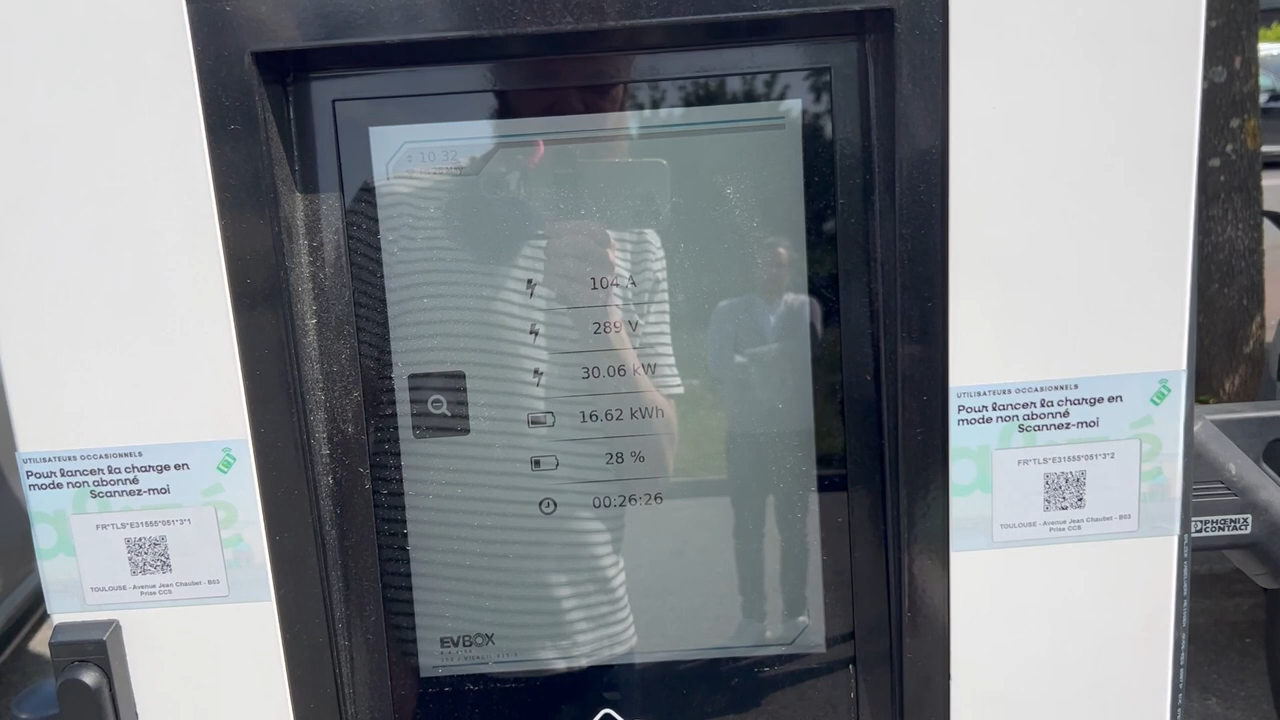 10:32
104 A
289 V
30.06 kW
16.62 kWh
28 %
00:26:26
EVBOX
UTILISATEURS OCCASIONNELS
Pour lancer la charge en
mode non abonné
Scannez-moi
FR*TLS*E31555*051*3*1
TOULOUSE - Avenue Jean Chaubet - B03
Prise CCS
UTILISATEURS OCCASIONNELS
Pour lancer la charge en
mode non abonné
Scannez-moi
FR*TLS*E31555*051*3*2
TOULOUSE - Avenue Jean Chaubet - B03
Prise CCS
PHŒNIX
CONTACT